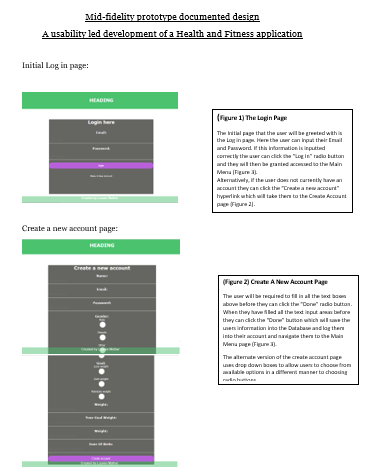 Mid-fidelity prototype documented design
A usability led development of a Health and Fitness application
Initial Log in page:
HEADING
Login here
Email:
Password:
(Figure 1) The Login Page
The initial page that the user will be greeted with is
the Log in page. Here the user can input their Email
and Password. If this information is inputted
correctly the user can click the "Log in" radio button
and they will then be granted accessed to the Main
Menu (Figure 3).
Alternatively, if the user does not currently have an
account they can click the "Create a new account"
hyperlink which will take them to the Create Account
page (Figure 2).
Create a new account page:
HEADING
Create a new account
Name:
Email:
Password:
Gender:
Weight:
Your Goal Weight:
Weight:
Date Of Birth:
(Figure 2) Create A New Account Page
The user will be required to fill in all the text boxes
above before they can click the "Done" radio button.
When they have filled all the text input areas before
they can click the "Done" button which will save the
users information into the Database and log them
into their account and navigate them to the Main
Menu page (Figure 3).
The alternate version of the create account page
uses drop down boxes to allow users to choose from
available options in a different manner to choosing
radio buttons